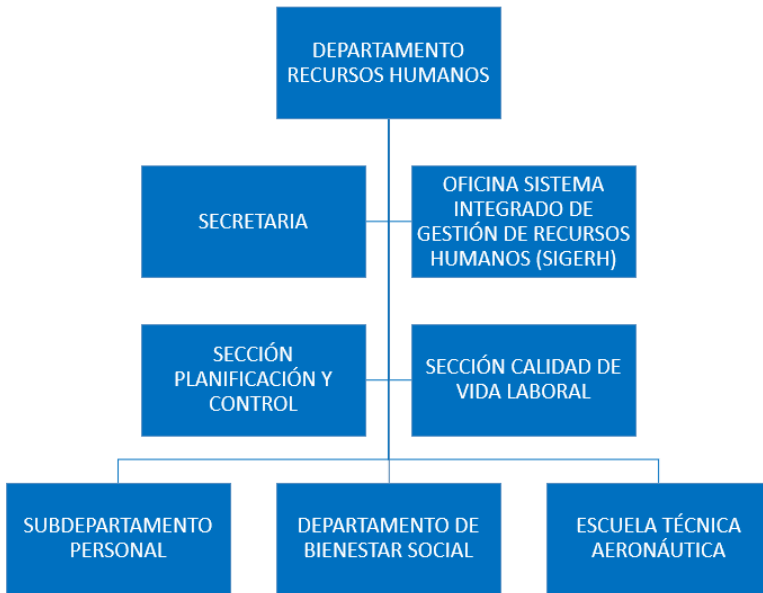 DEPARTAMENTO
RECURSOS HUMANOS
SECRETARIA
OFICINA SISTEMA
INTEGRADO DE
GESTIÓN DE RECURSOS
HUMANOS (SIGERH)
SECCIÓN
PLANIFICACIÓN Y
CONTROL
SECCIÓN CALIDAD DE
VIDA LABORAL
SUBDEPARTAMENTO
PERSONAL
DEPARTAMENTO DE
BIENESTAR SOCIAL
ESCUELA TÉCNICA
AERONÁUTICA